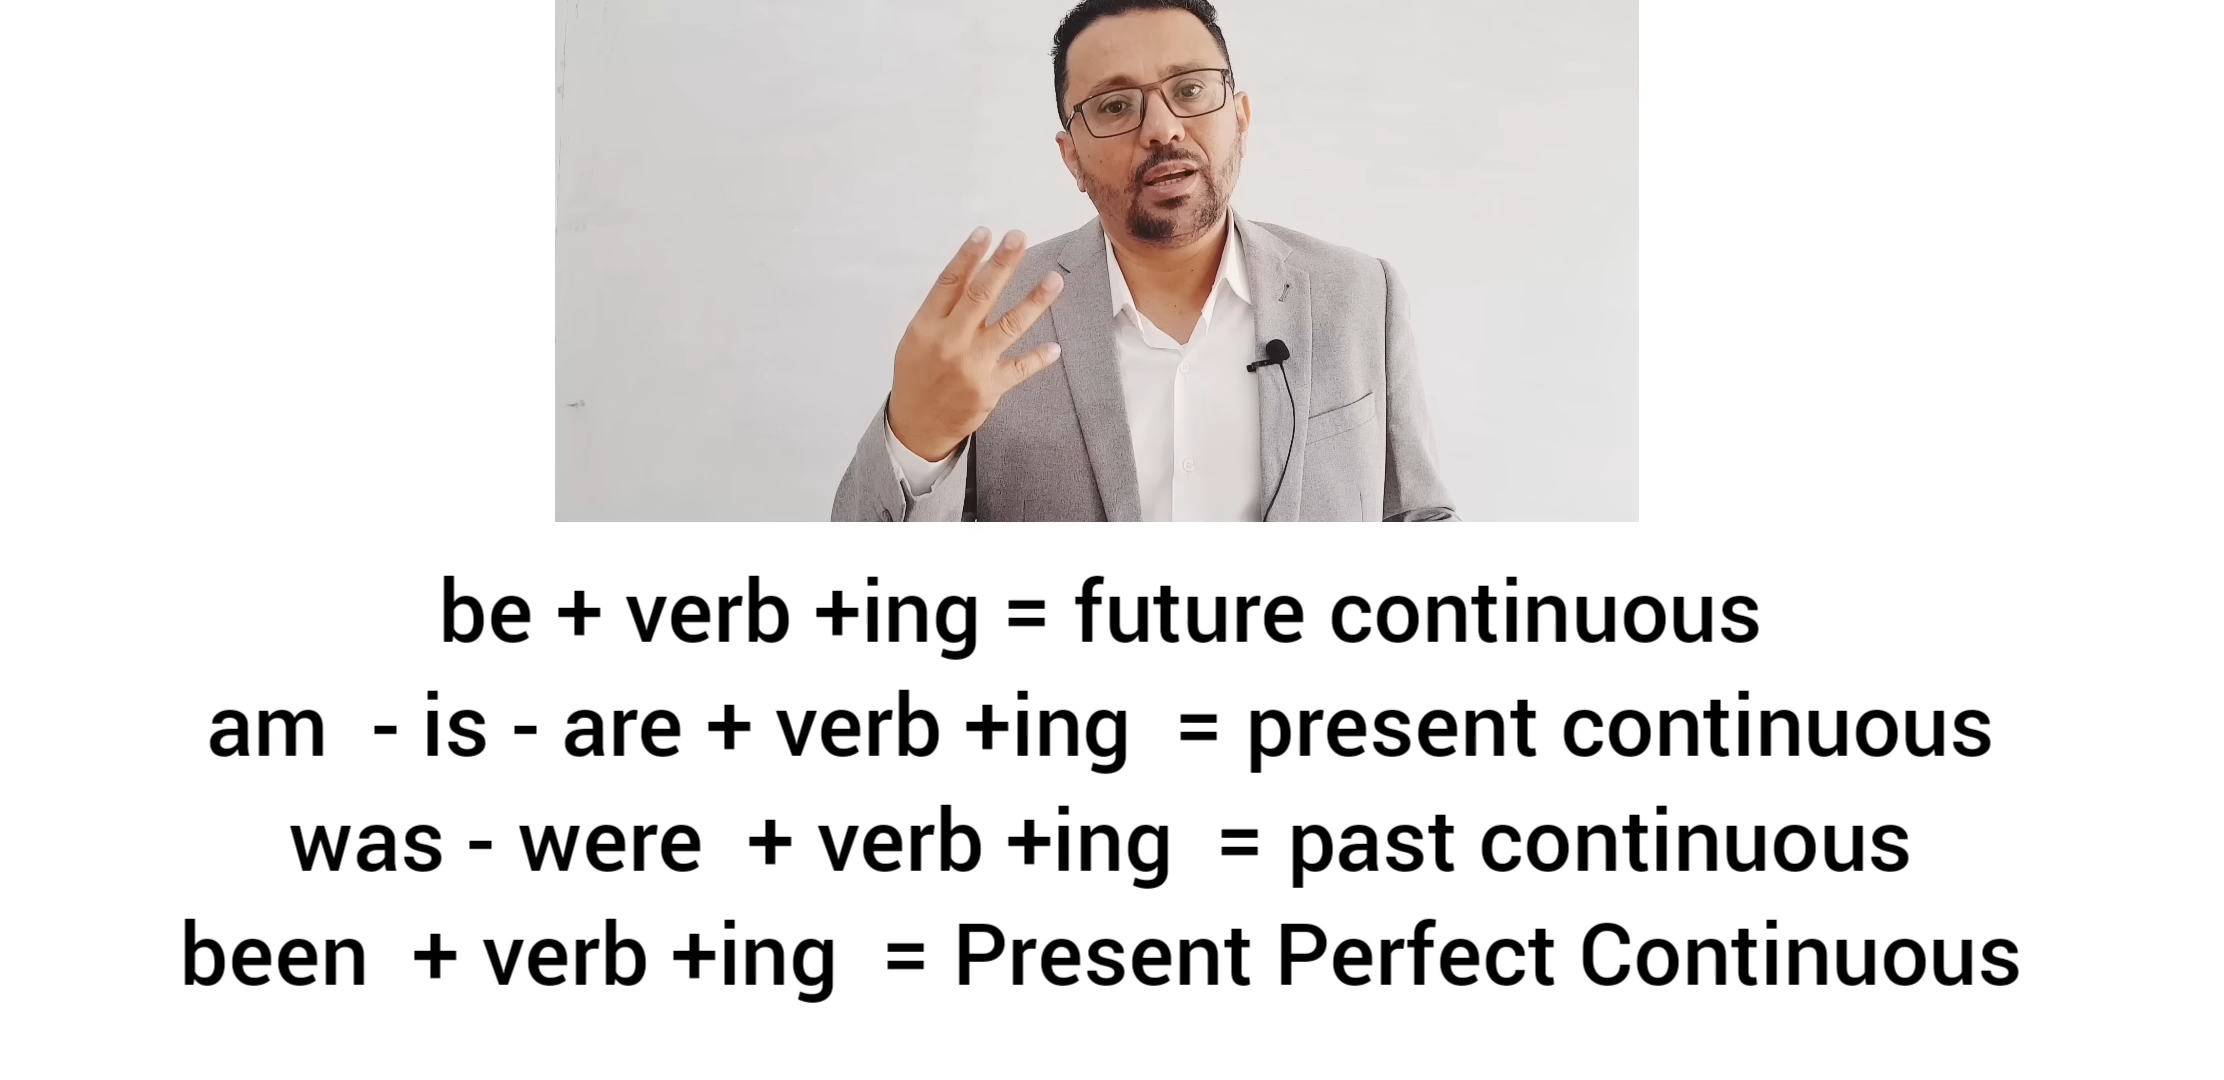 be + verb +ing = future continuous
am - is - are + verb +ing = present continuous
was - were + verb +ing = past continuous
been + verb +ing = Present Perfect Continuous